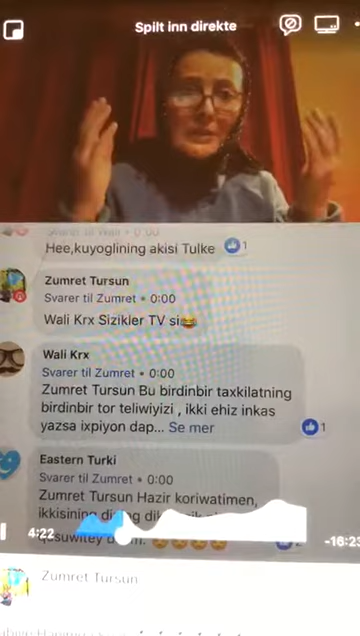 Spilt inn direkte
Svarer til Wali • 0:00
Hee,kuyoglining akisi Tulke 1
Zumret Tursun
Svarer til Zumret • 0:00
Wali Krx Sizikler TV si😂
Wali Krx
Svarer til Zumret • 0:00
Zumret Tursun Bu birdinbir taxkilatning
birdinbir tor teliwiyizi , ikki ehiz inkas
yazsa ixpiyon dap... Se mer
1
Eastern Turki
Svarer til Zumret • 0:00
Zumret Tursun Hazir koriwatimen,
ikkisining
4:22
-16:23
Zumret Tursun